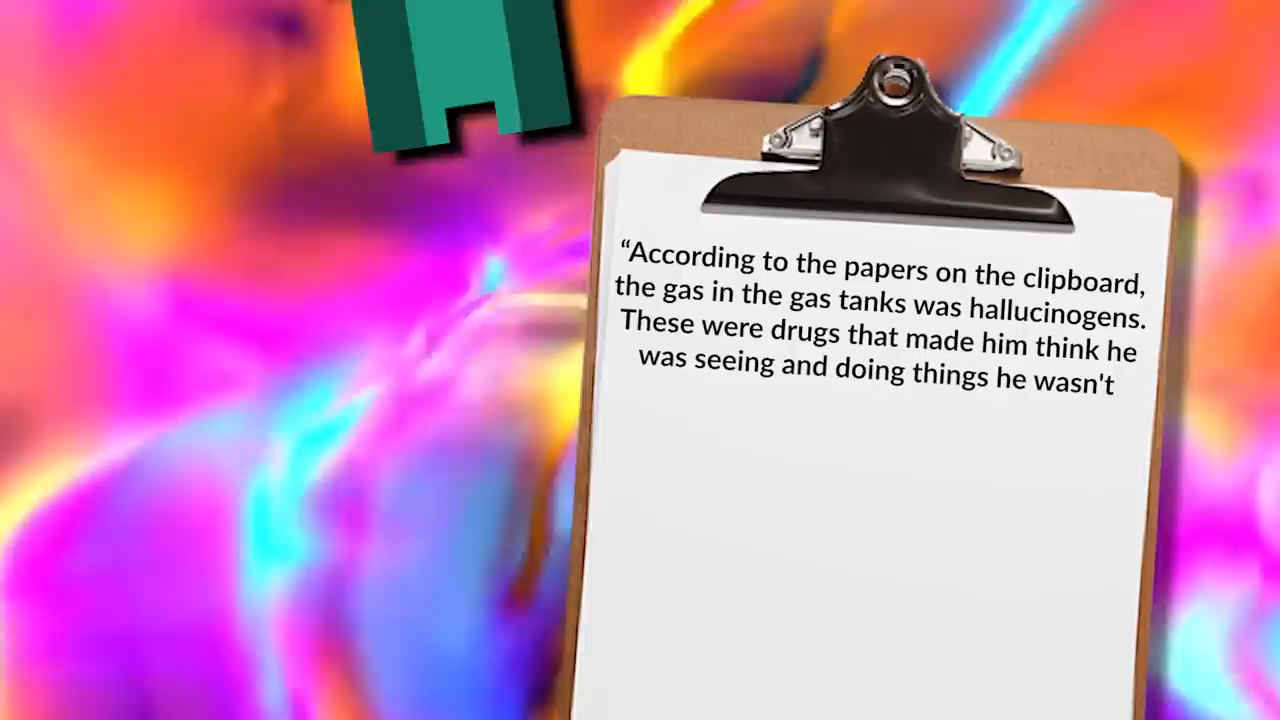 “According to the papers on the clipboard,
the gas in the gas tanks was hallucinogens.
These were drugs that made him think he
was seeing and doing things he wasn't